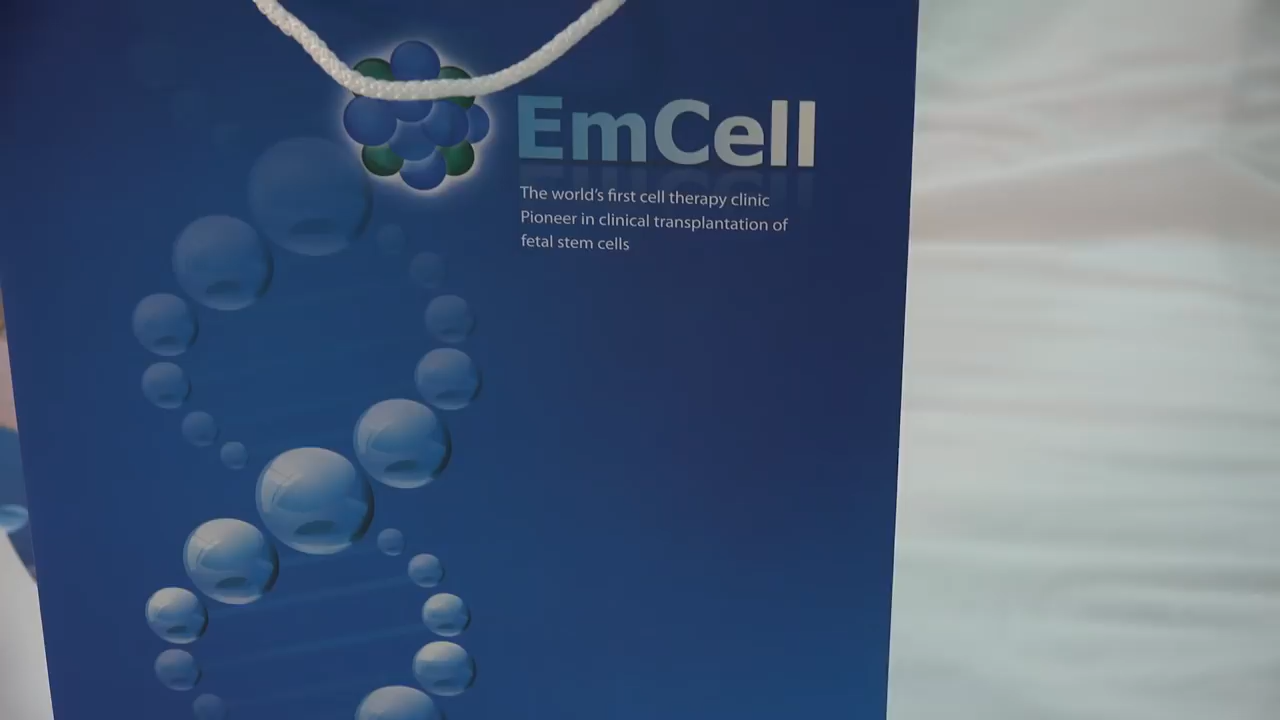 EmCell
The world's first cell therapy clinic
Pioneer in clinical transplantation of
fetal stem cells